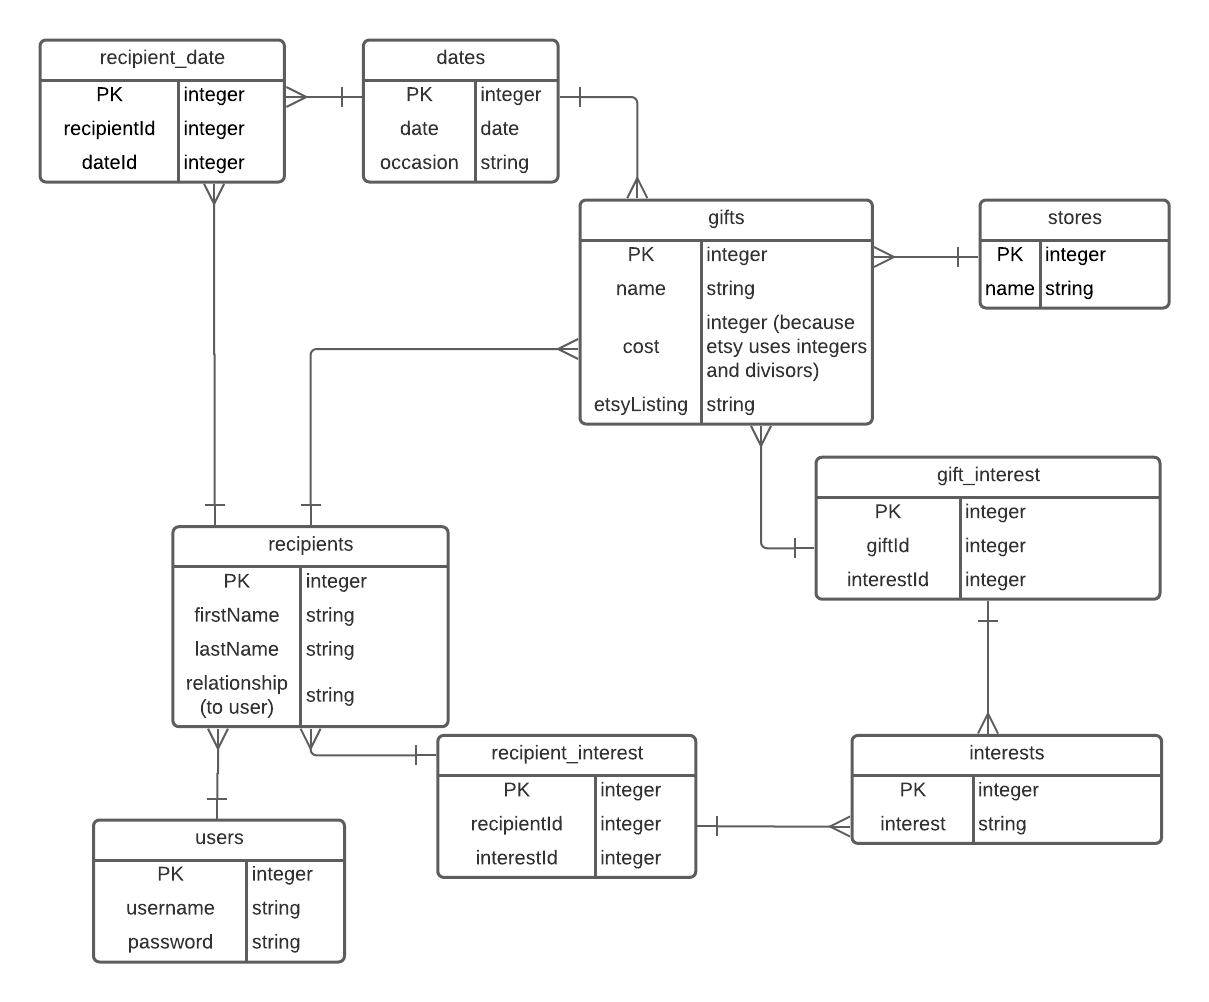 recipient_date
PK integer
recipientId integer
dateId integer
dates
PK integer
date date
occasion string
gifts
PK integer
name string
cost integer (because
etsy uses integers
and divisors)
etsyListing string
stores
PK integer
name string
gift_interest
PK integer
giftId integer
interestId integer
recipients
PK integer
firstName string
lastName string
relationship
(to user) string
recipient_interest
PK integer
recipientId integer
interestId integer
interests
PK integer
interest string
users
PK integer
username string
password string